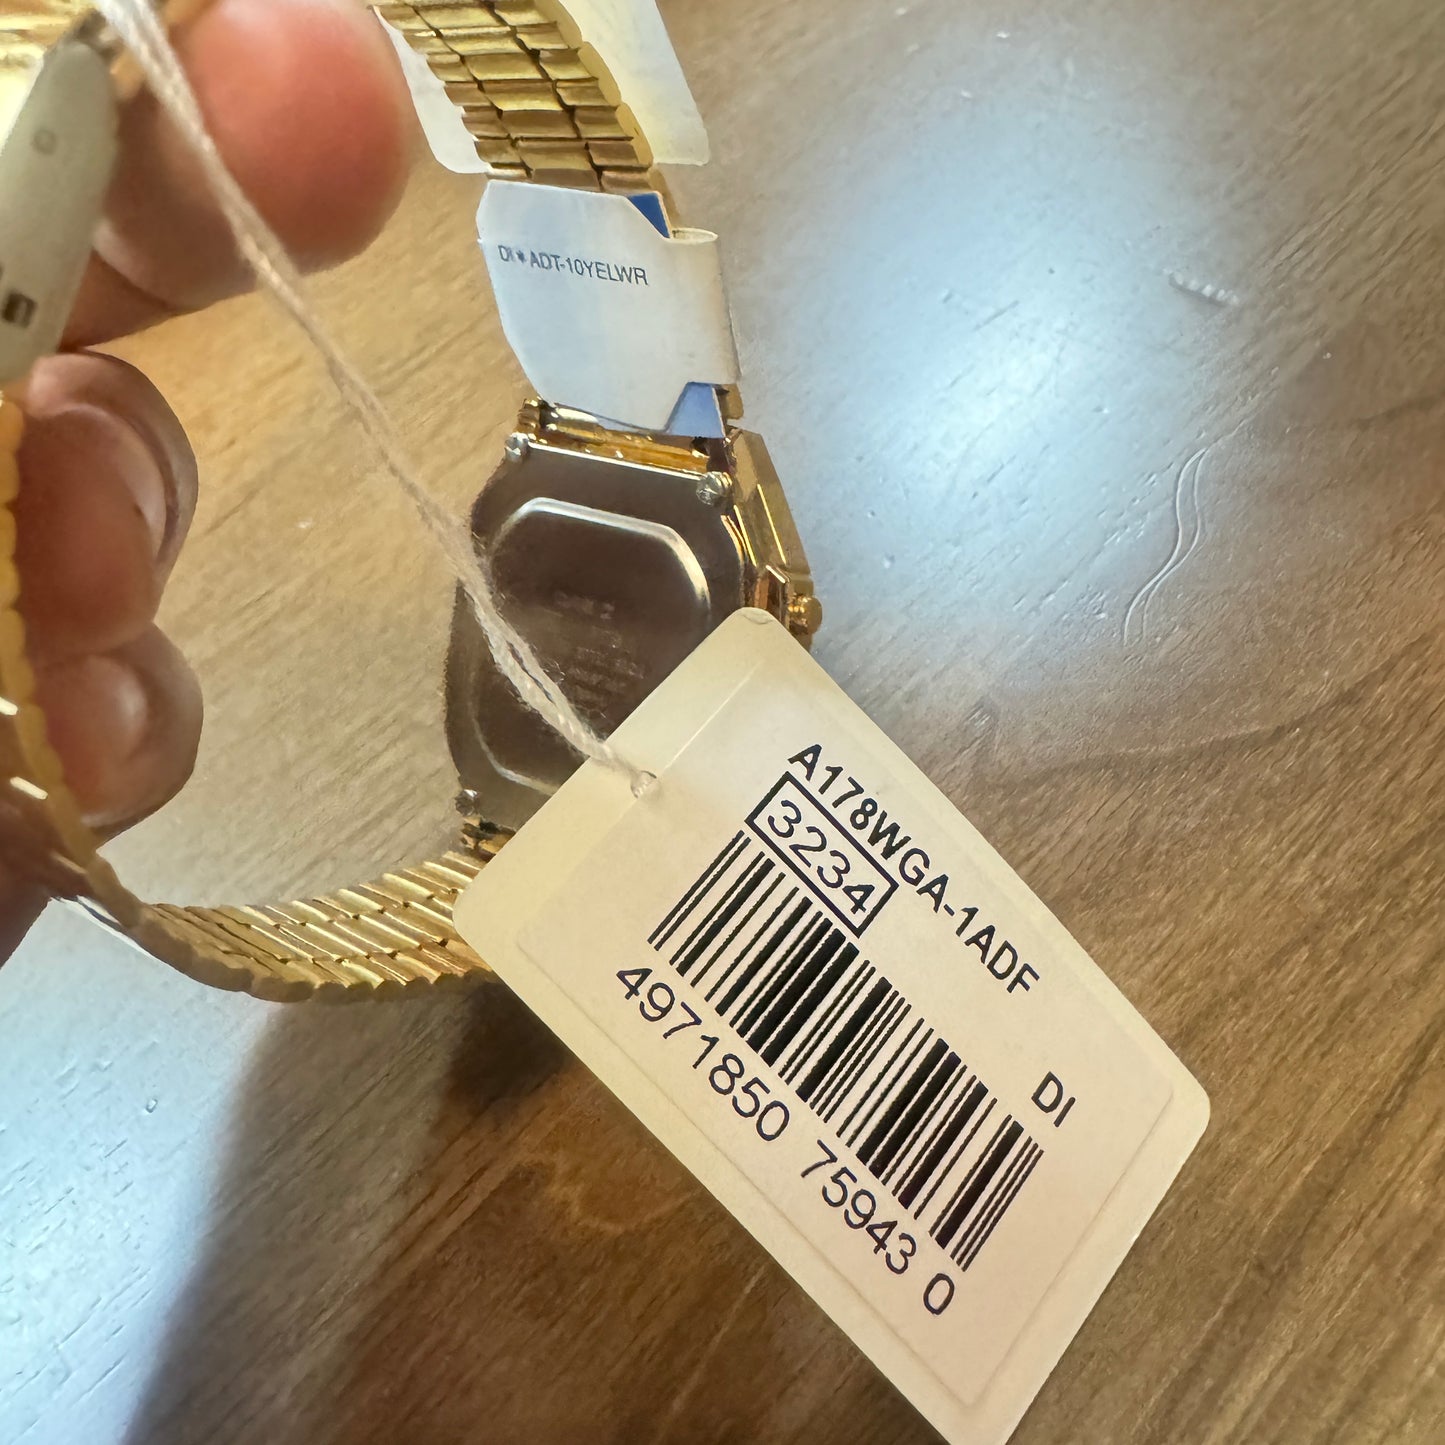 DI*ADT-10YELWR
A178WGA-1ADF
3234
DI
4971850 75943 0